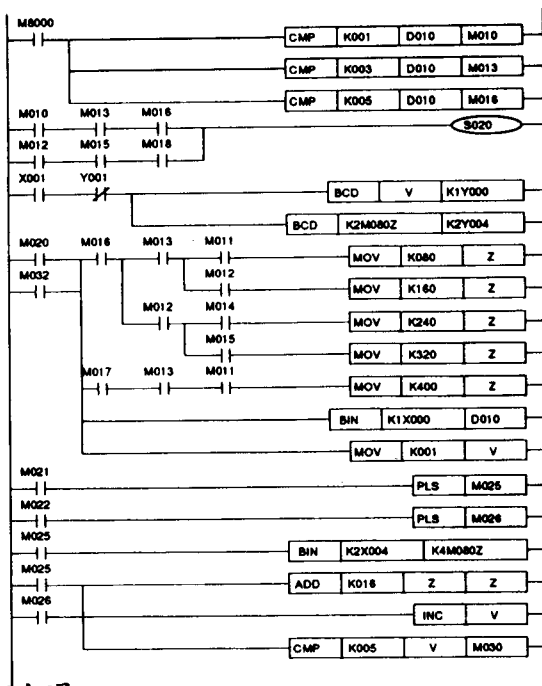 M8000
CMP K001 D010 M010
CMP K003 D010 M013
CMP K005 D010 M016
M010 M013 M016
S020
M012 M015 M018
X001 Y001
BCD V K1Y000
BCD K2M080Z K2Y004
M020 M016 M013 M011
MOV K080 Z
M032 M012
MOV K160 Z
M012 M014
MOV K240 Z
M015
MOV K320 Z
M017 M013 M011
MOV K400 Z
BIN K1X000 D010
MOV K001 V
M021
PLS M025
M022
PLS M026
M025
BIN K2X004 K4M080Z
M025
ADD K016 Z Z
M026
INC V
CMP K005 V M030